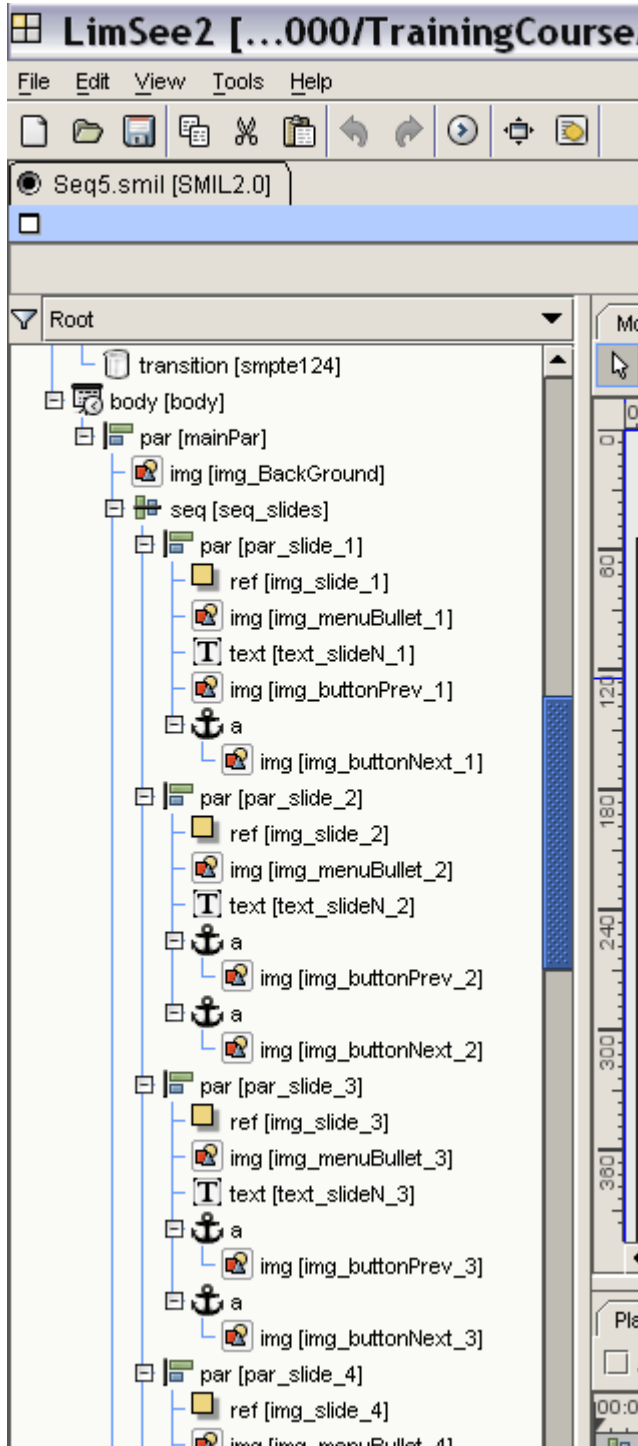 LimSee2 [...000/TrainingCourse
File Edit View Tools Help
Seq5.smil [SMIL2.0]
Root
transition [smpte124]
body [body]
par [mainPar]
img [img_BackGround]
seq [seq_slides]
par [par_slide_1]
ref [img_slide_1]
img [img_menuBullet_1]
text [text_slideN_1]
img [img_buttonPrev_1]
a
img [img_buttonNext_1]
par [par_slide_2]
ref [img_slide_2]
img [img_menuBullet_2]
text [text_slideN_2]
a
img [img_buttonPrev_2]
a
img [img_buttonNext_2]
par [par_slide_3]
ref [img_slide_3]
img [img_menuBullet_3]
text [text_slideN_3]
a
img [img_buttonPrev_3]
a
img [img_buttonNext_3]
par [par_slide_4]
ref [img_slide_4]
img [img_menuBullet_4]
Mo
0
0
60
120
180
240
300
360
Pla
00:0